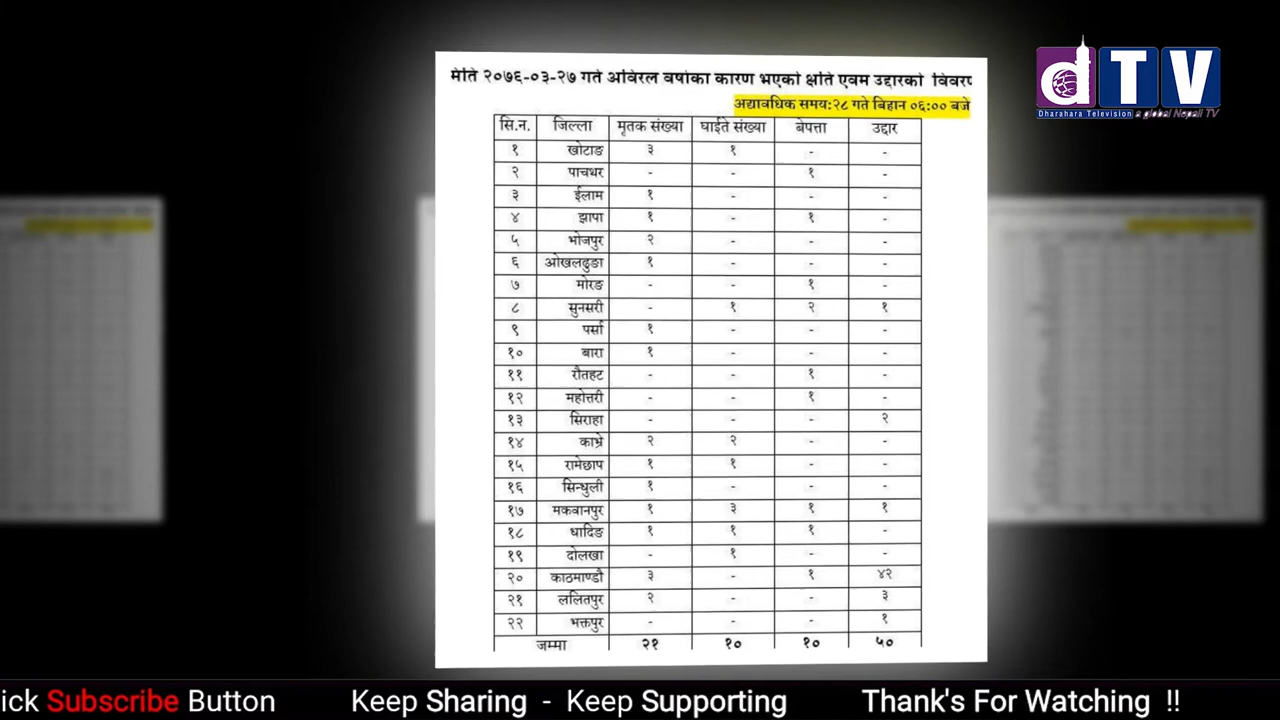 मिति २०७६-०३-२७ गते अविरल वर्षाका कारण भएको क्षति एवम उद्दारको विवरण
अद्यावधिक समय:२८ गते बिहान ०६:०० बजे
सि.न. जिल्ला मृतक संख्या घाईते संख्या बेपत्ता उद्दार
१ खोटाङ ३ १ - -
२ पाचथर - - १ -
३ ईलाम १ - - -
४ झापा १ - १ -
५ भोजपुर २ - - -
६ ओखलढुङा १ - - -
७ मोरङ - - १ -
८ सुनसरी - १ २ १
९ पर्सा १ - - -
१० बारा १ - - -
११ रौतहट - - १ -
१२ महोत्तरी - - १ -
१३ सिराहा - - - २
१४ काभ्रे २ २ - -
१५ रामेछाप १ १ - -
१६ सिन्धुली १ - - -
१७ मकवानपुर १ ३ १ १
१८ धादिङ १ १ १ -
१९ दोलखा - १ - -
२० काठमाण्डौ ३ - १ ४२
२१ ललितपुर २ - - ३
२२ भक्तपुर - - - १
जम्मा २१ १० १० ५०
dTV
Dharahara Television a global Nepali TV
ick Subscribe Button Keep Sharing - Keep Supporting Thank's For Watching !!